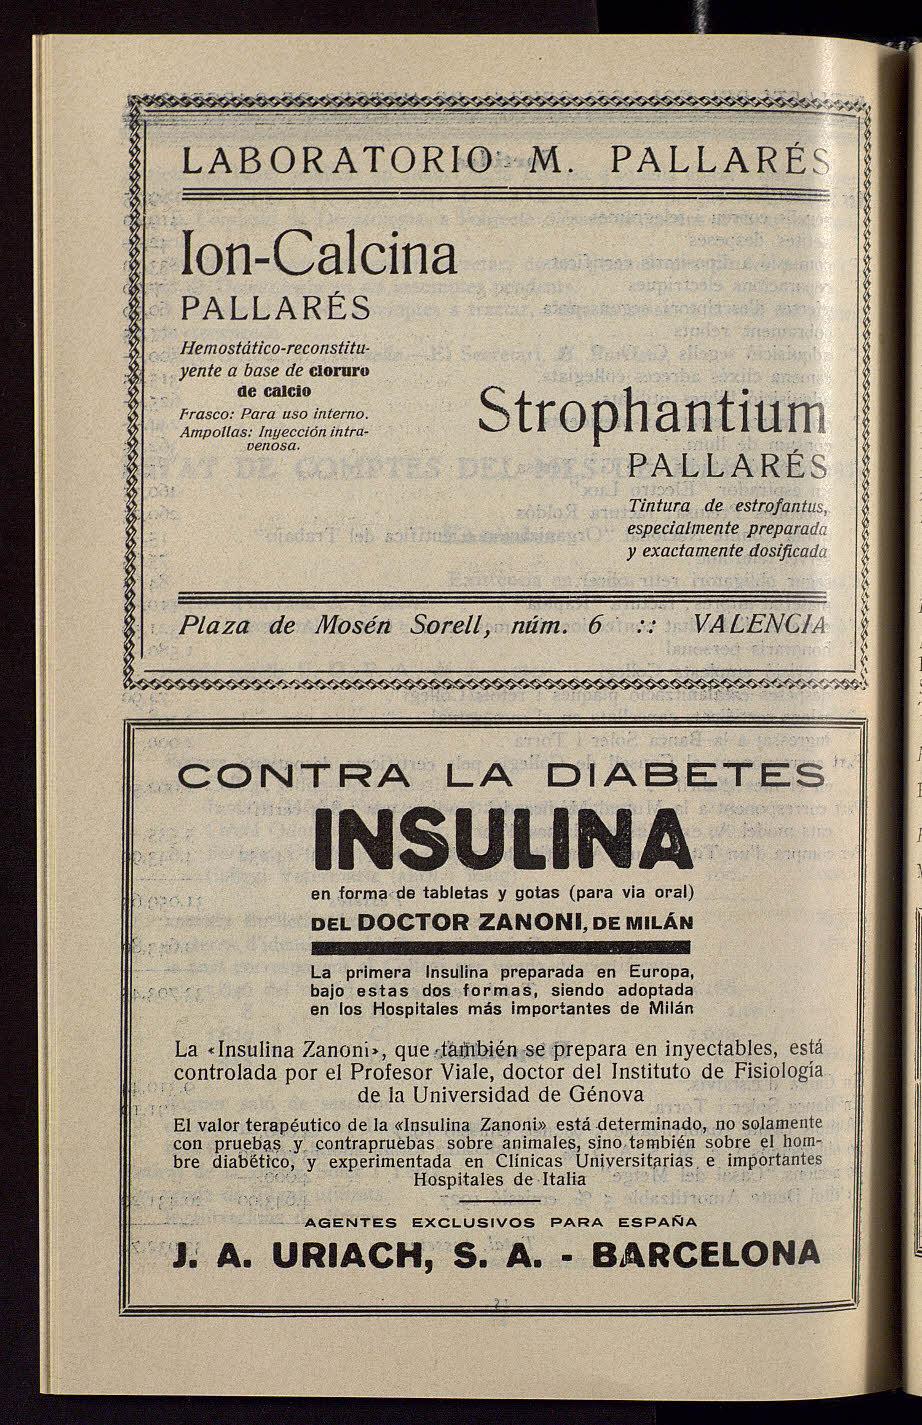 LABORATORIO M. PALLARÉS
Ion-Calcina
PALLARÉS
Hemostático-reconstitu-
yente a base de cloruro
de calcio
Frasco: Para uso interno.
Ampollas: Inyección intra-
venosa.
Strophantium
PALLARÉS
Tintura de estrofantus,
especialmente preparada
y exactamente dosificada
Plaza de Mosén Sorell, núm. 6 :: VALENCIA
CONTRA LA DIABETES
INSULINA
en forma de tabletas y gotas (para via oral)
DEL DOCTOR ZANONI, DE MILÁN
La primera Insulina preparada en Europa,
bajo estas dos formas, siendo adoptada
en los Hospitales más importantes de Milán
La «Insulina Zanoni», que también se prepara en inyectables, está
controlada por el Profesor Viale, doctor del Instituto de Fisiología
de la Universidad de Génova
El valor terapéutico de la «Insulina Zanoni» está determinado, no solamente
con pruebas y contrapruebas sobre animales, sino también sobre el hom-
bre diabético, y experimentada en Clínicas Universitarias e importantes
Hospitales de Italia
AGENTES EXCLUSIVOS PARA ESPAÑA
J. A. URIACH, S. A. - BARCELONA